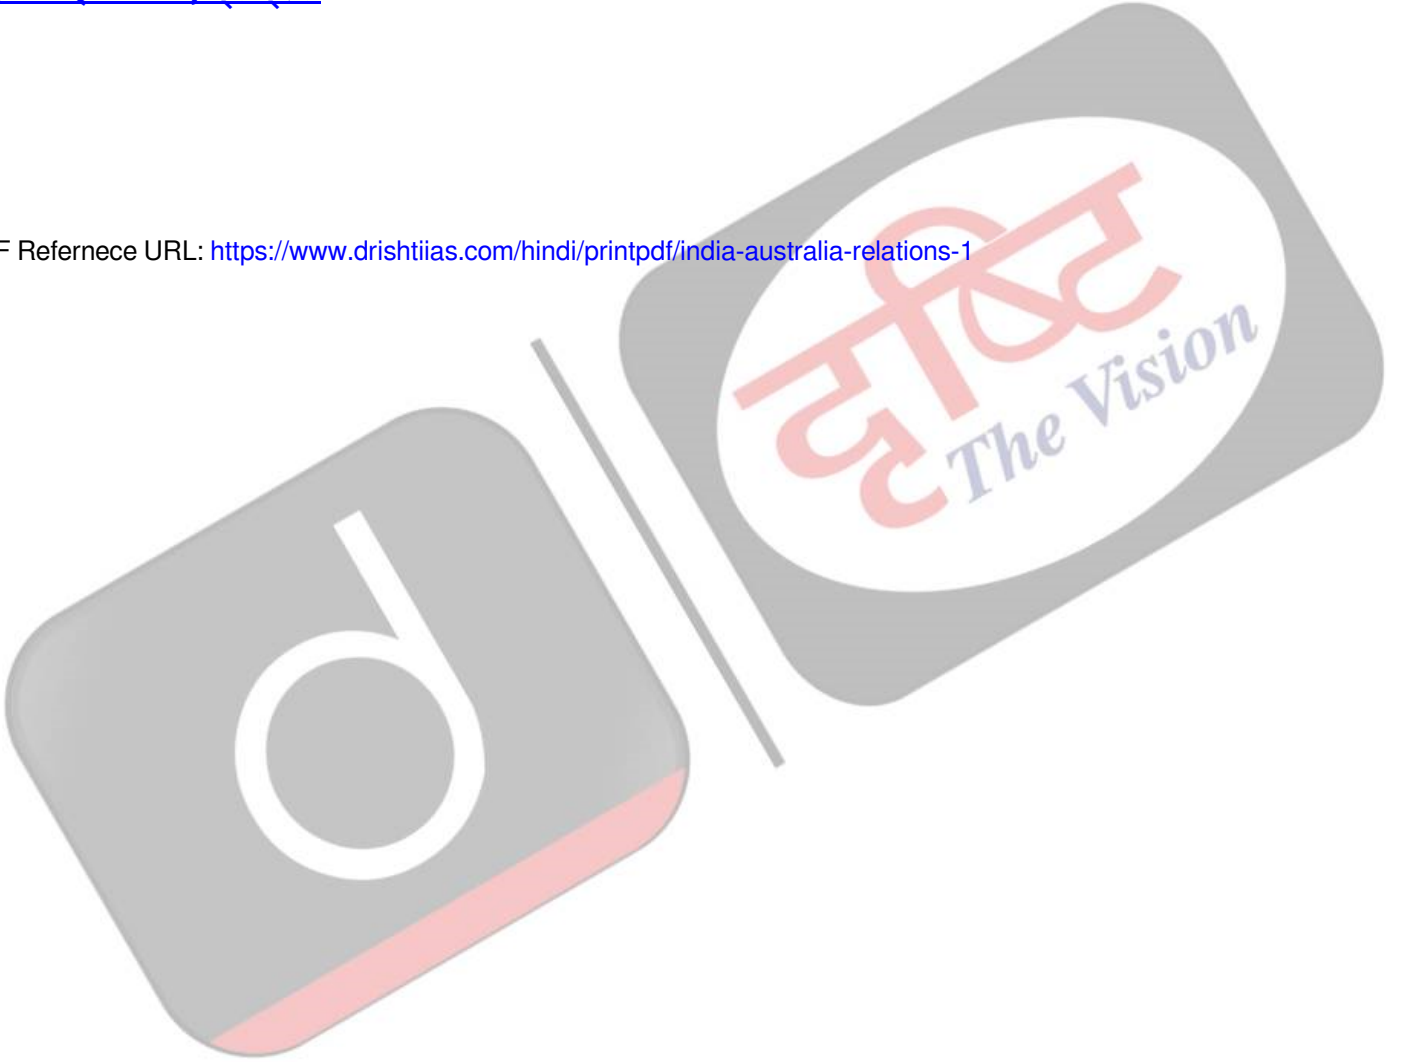 F Refernece URL: https://www.drishtiias.com/hindi/printpdf/india-australia-relations-1
दृष्टि
The Vision
d